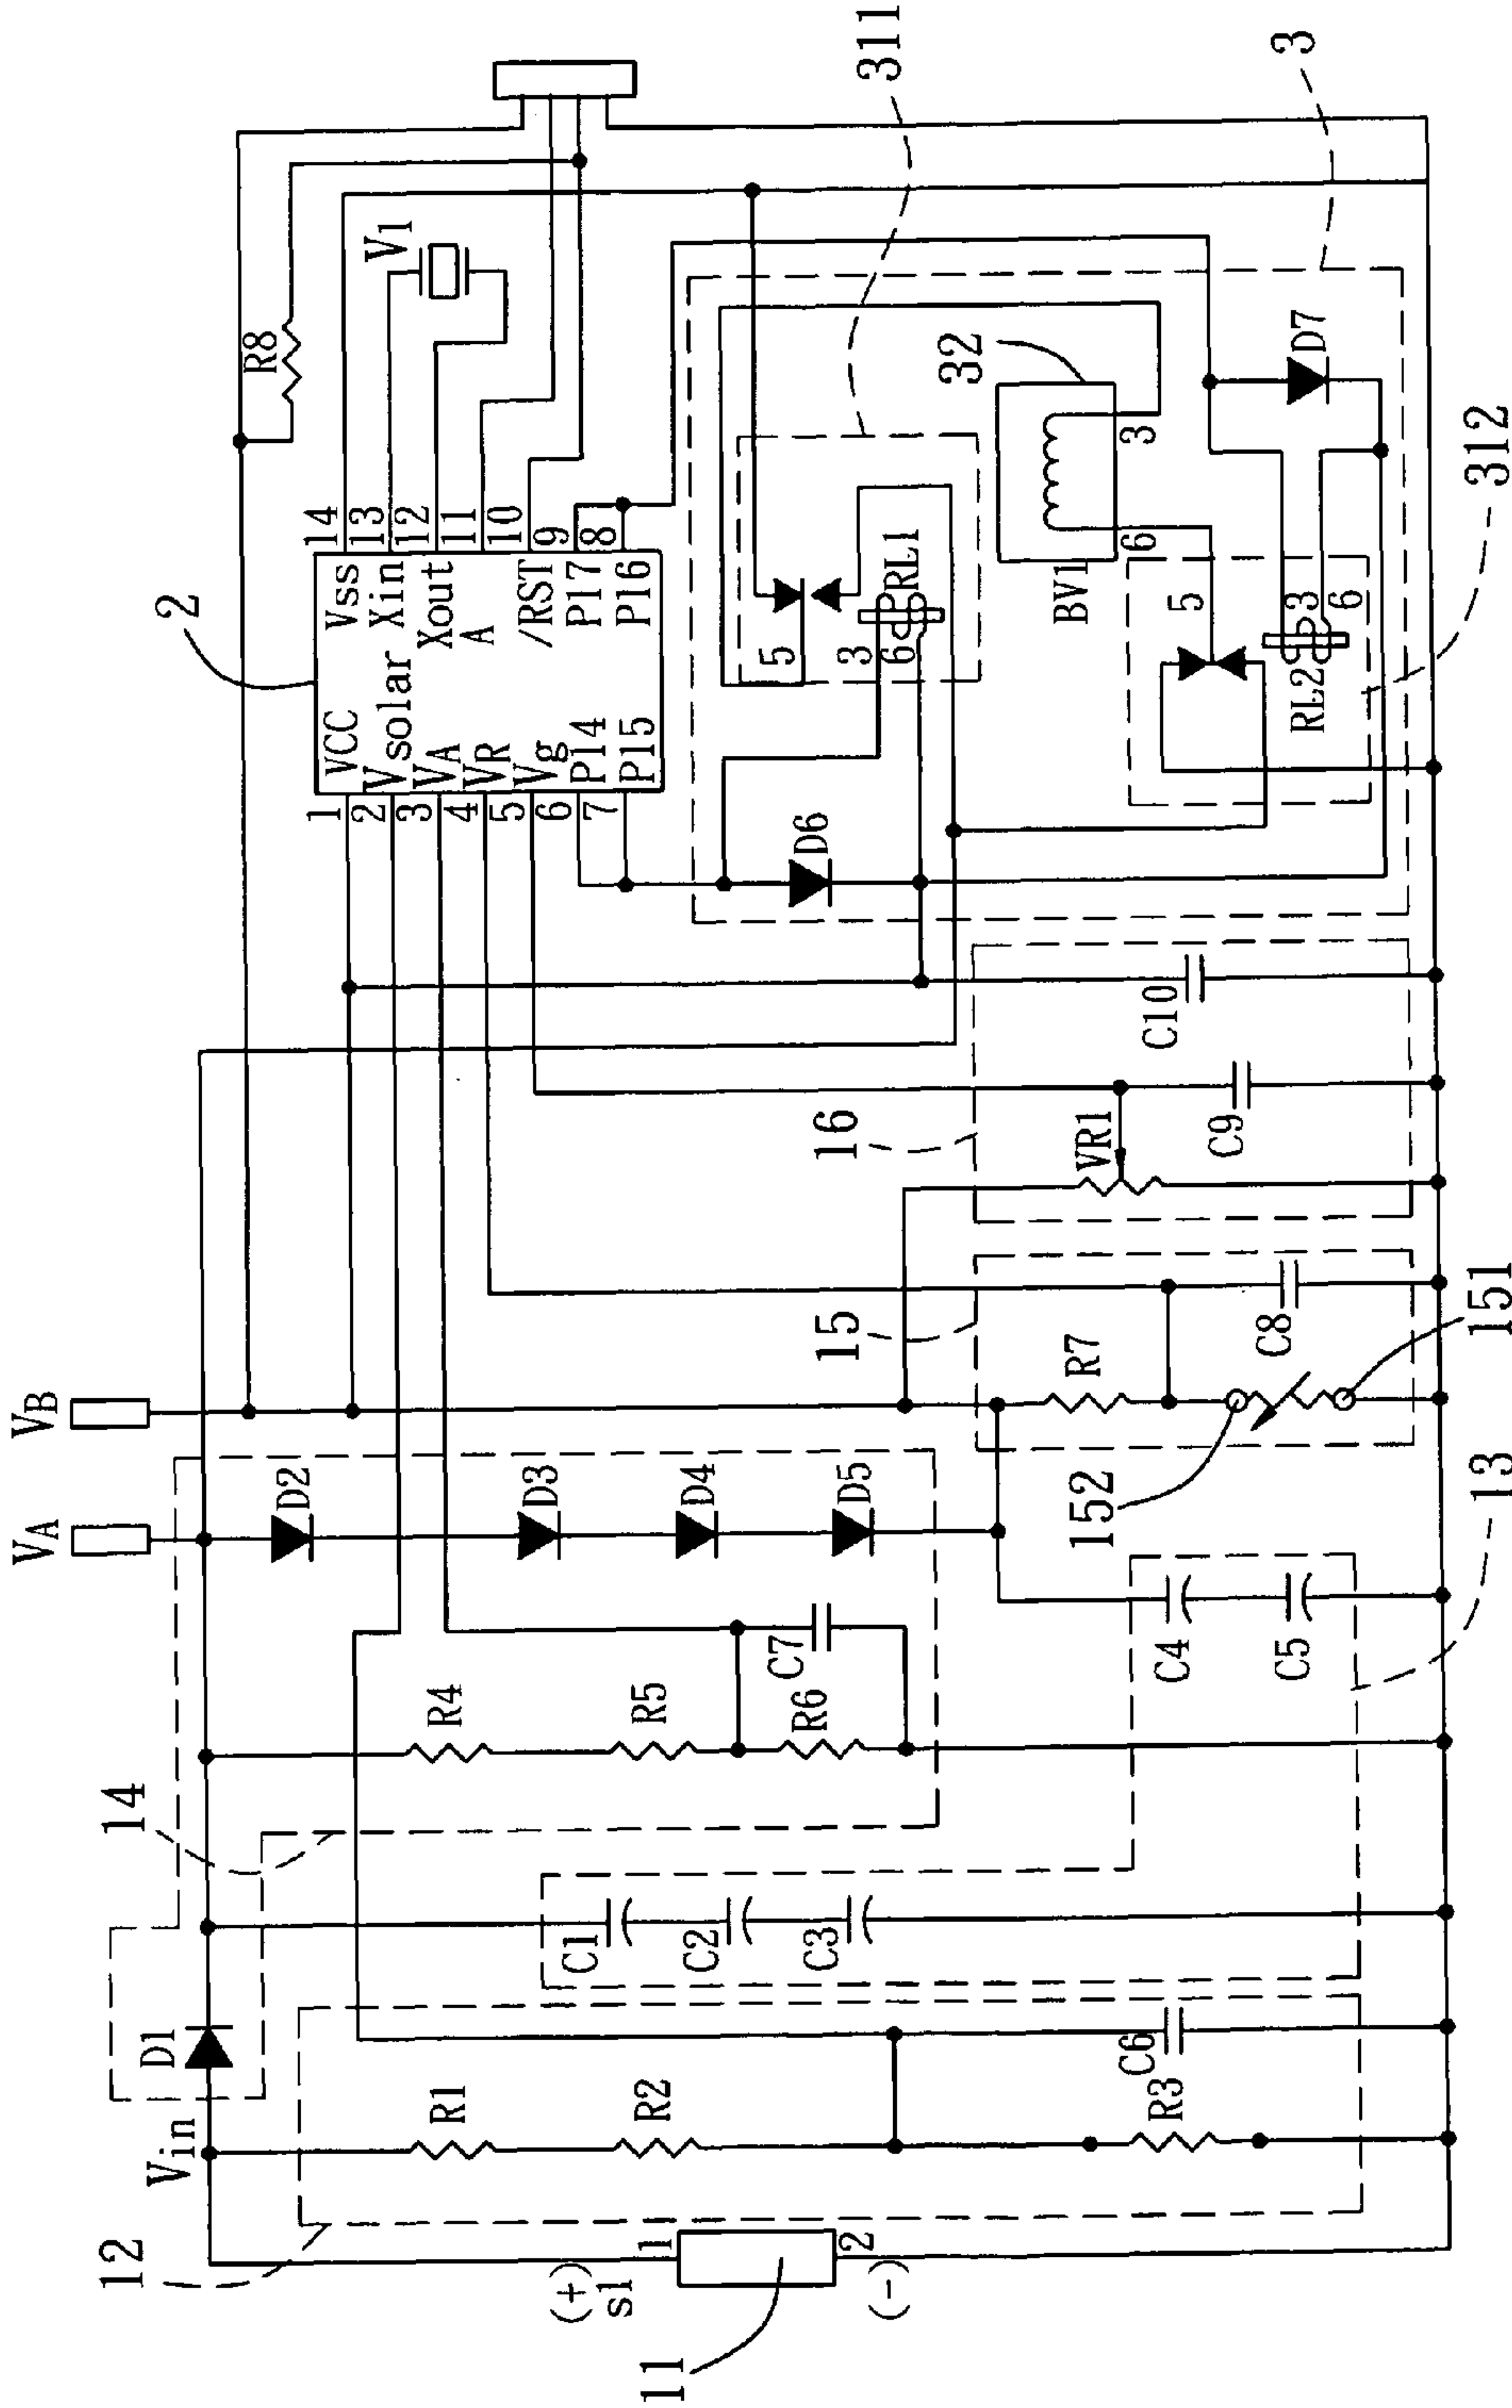 VA
VB
Vin
D1
14
12
D2
D3
D4
D5
R4
R5
R6
C7
R1
R2
R3
C6
C1
C2
C3
C4
C5
13
(+)
s1
1
2
(-)
11
15
R7
C8
152
151
16
VR1
C9
C10
2
1 VCC
2 Vsolar
3 VA
4 VR
5 Vg
6 P14
7 P15
Vss 14
Xin 13
Xout 12
A 11
/RST 10
P17 9
P16 8
R8
V1
D6
5
3
6
RL1
311
BV1
32
6
3
5
3
6
RL2
D7
312
3